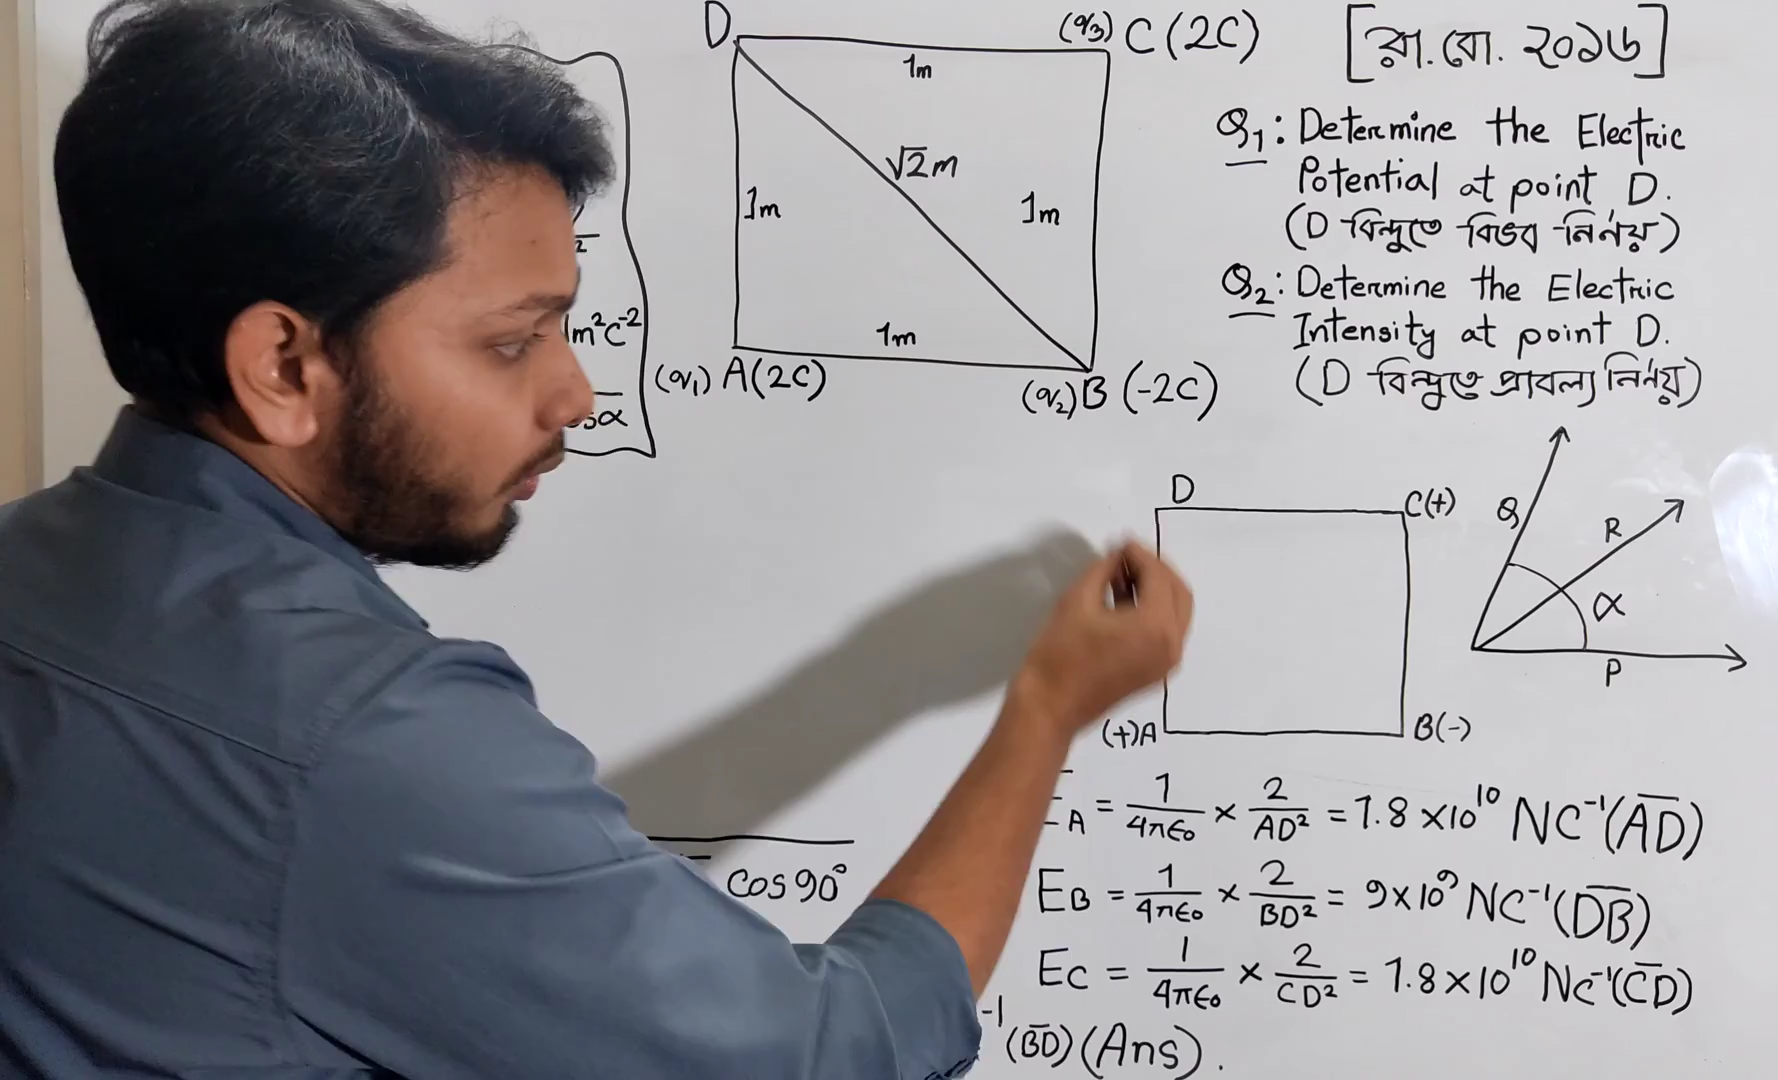 D
(q3) C (2C)
1m
√2m
1m
1m
1m
(q1) A (2C)
(q2) B (-2C)
m²C⁻²
[রা. বো. ২০১৬]
Q1: Determine the Electric
Potential at point D.
(D বিন্দুতে বিভব নির্ণয়)
Q2: Determine the Electric
Intensity at point D.
(D বিন্দুতে প্রাবল্য নির্ণয়)
D
C(+)
(+)A
B(-)
Q
R
α
P
cos 90°
EA = 1/4πϵ0 × 2/AD² = 1.8 ×10¹⁰ NC⁻¹(AD)
EB = 1/4πϵ0 × 2/BD² = 9×10⁹ NC⁻¹(DB)
EC = 1/4πϵ0 × 2/CD² = 1.8×10¹⁰ NC⁻¹(CD)
⁻¹(BD) (Ans).